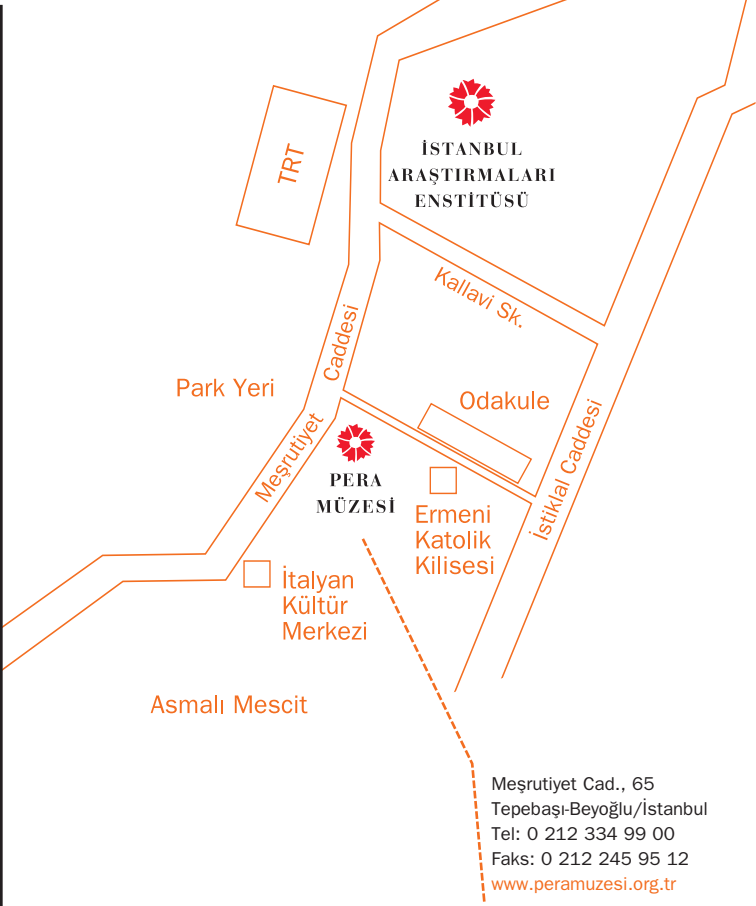 TRT
İSTANBUL
ARAŞTIRMALARI
ENSTİTÜSÜ
Kallavi Sk.
Caddesi
Park Yeri
Odakule
Meşrutiyet
İstiklal Caddesi
PERA
MÜZESİ
Ermeni
Katolik
Kilisesi
İtalyan
Kültür
Merkezi
Asmalı Mescit
Meşrutiyet Cad., 65
Tepebaşı-Beyoğlu/İstanbul
Tel: 0 212 334 99 00
Faks: 0 212 245 95 12
www.peramuzesi.org.tr